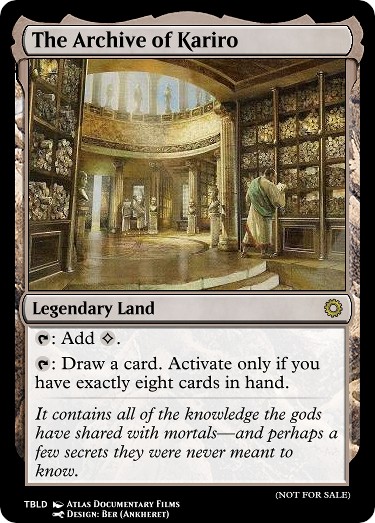 The Archive of Kariro
Legendary Land
: Add .
: Draw a card. Activate only if you
have exactly eight cards in hand.
It contains all of the knowledge the gods
have shared with mortals—and perhaps a
few secrets they were never meant to
know.
(NOT FOR SALE)
TBLD Atlas Documentary Films
Design: Ber (Ankheret)